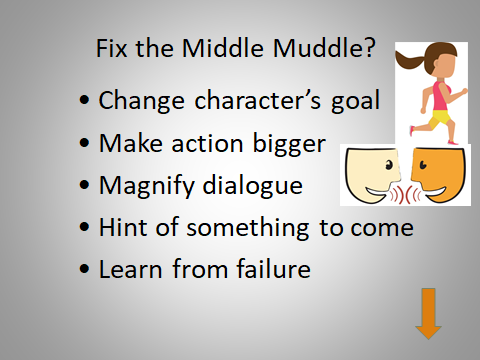 Fix the Middle Muddle?
• Change character’s goal
• Make action bigger
• Magnify dialogue
• Hint of something to come
• Learn from failure